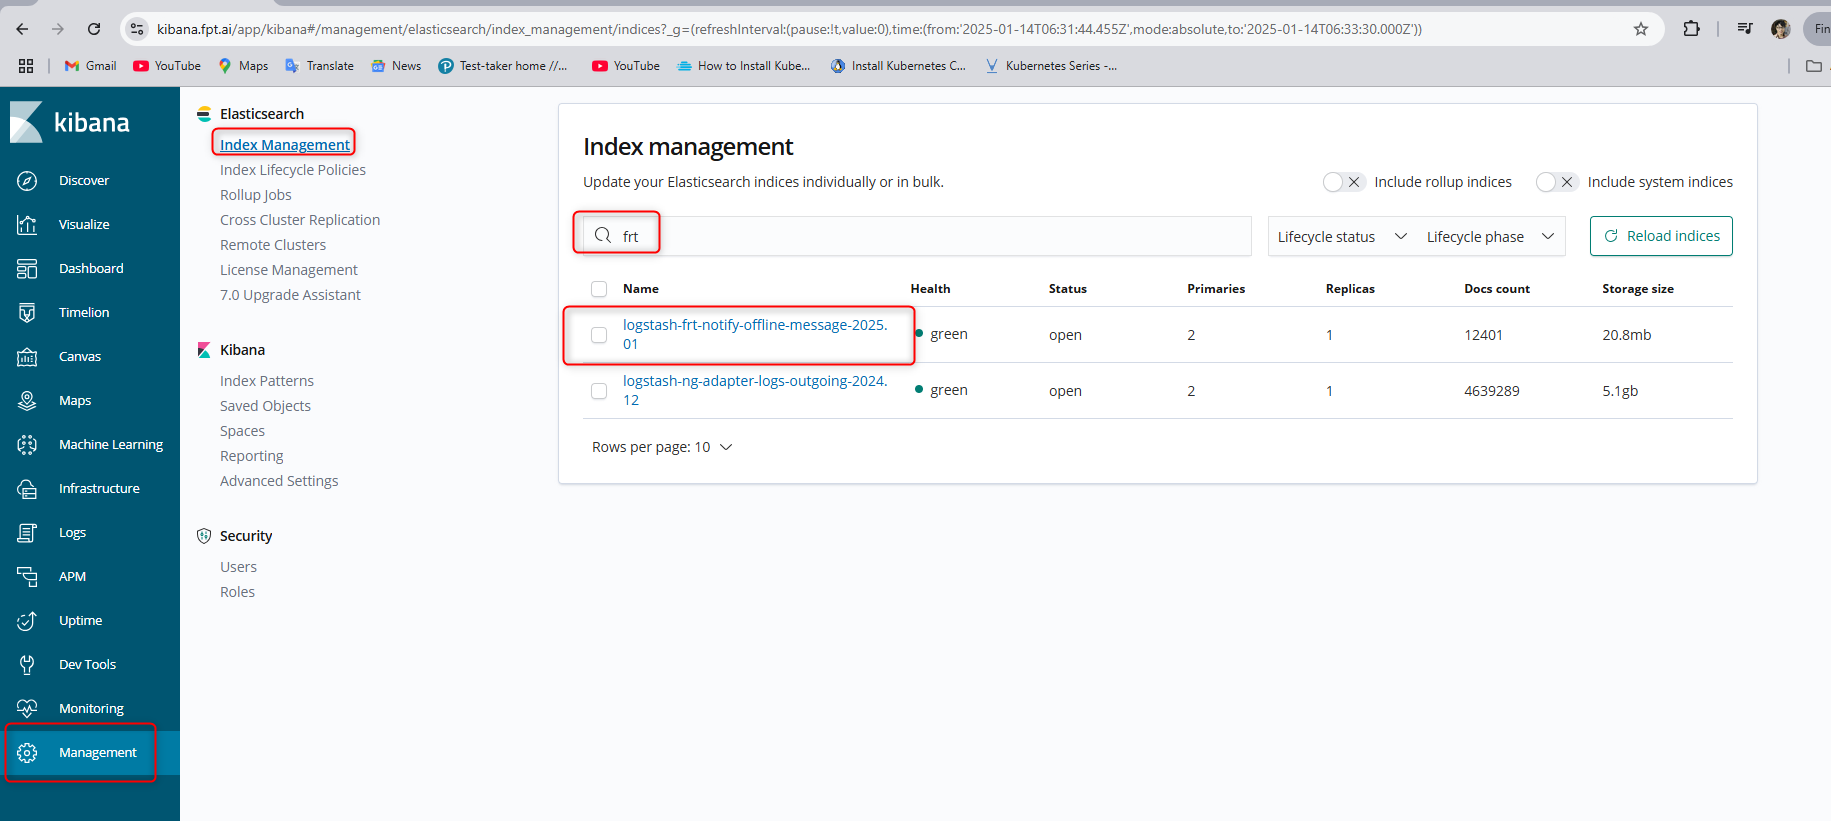 kibana.fpt.ai/app/kibana#/management/elasticsearch/index_management/indices?_g=(refreshInterval:(pause:!t,value:0),time:(from:'2025-01-14T06:31:44.455Z',mode:absolute,to:'2025-01-14T06:33:30.000Z'))
Fin
Gmail YouTube Maps Translate News Test-taker home //... YouTube How to Install Kube... Install Kubernetes C... Kubernetes Series -...
kibana
Discover
Visualize
Dashboard
Timelion
Canvas
Maps
Machine Learning
Infrastructure
Logs
APM
Uptime
Dev Tools
Monitoring
Management
Elasticsearch
Index Management
Index Lifecycle Policies
Rollup Jobs
Cross Cluster Replication
Remote Clusters
License Management
7.0 Upgrade Assistant
Kibana
Index Patterns
Saved Objects
Spaces
Reporting
Advanced Settings
Security
Users
Roles
Index management
Update your Elasticsearch indices individually or in bulk.
Include rollup indices Include system indices
frt
Lifecycle status Lifecycle phase Reload indices
Name Health Status Primaries Replicas Docs count Storage size
logstash-frt-notify-offline-message-2025.
01
green open 2 1 12401 20.8mb
logstash-ng-adapter-logs-outgoing-2024.
12
green open 2 1 4639289 5.1gb
Rows per page: 10